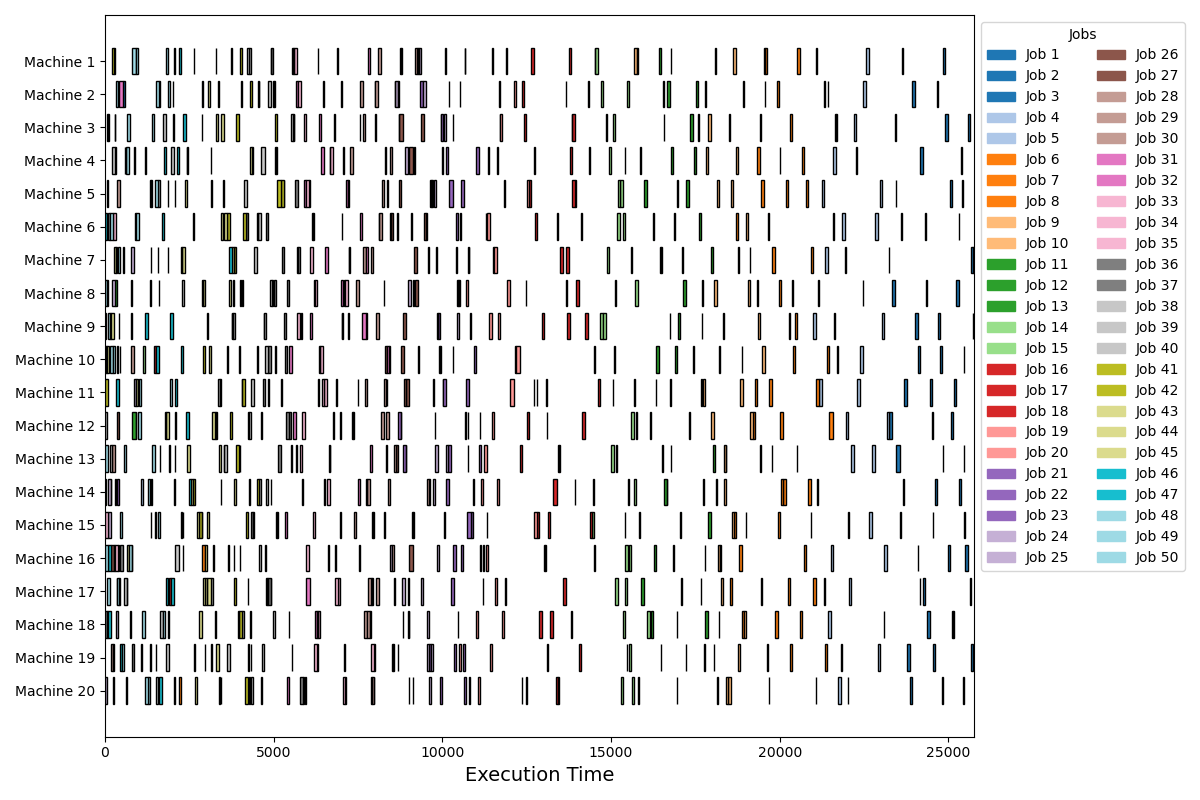 Machine 1
Machine 2
Machine 3
Machine 4
Machine 5
Machine 6
Machine 7
Machine 8
Machine 9
Machine 10
Machine 11
Machine 12
Machine 13
Machine 14
Machine 15
Machine 16
Machine 17
Machine 18
Machine 19
Machine 20
0 5000 10000 15000 20000 25000
Execution Time
Jobs
Job 1 Job 26
Job 2 Job 27
Job 3 Job 28
Job 4 Job 29
Job 5 Job 30
Job 6 Job 31
Job 7 Job 32
Job 8 Job 33
Job 9 Job 34
Job 10 Job 35
Job 11 Job 36
Job 12 Job 37
Job 13 Job 38
Job 14 Job 39
Job 15 Job 40
Job 16 Job 41
Job 17 Job 42
Job 18 Job 43
Job 19 Job 44
Job 20 Job 45
Job 21 Job 46
Job 22 Job 47
Job 23 Job 48
Job 24 Job 49
Job 25 Job 50